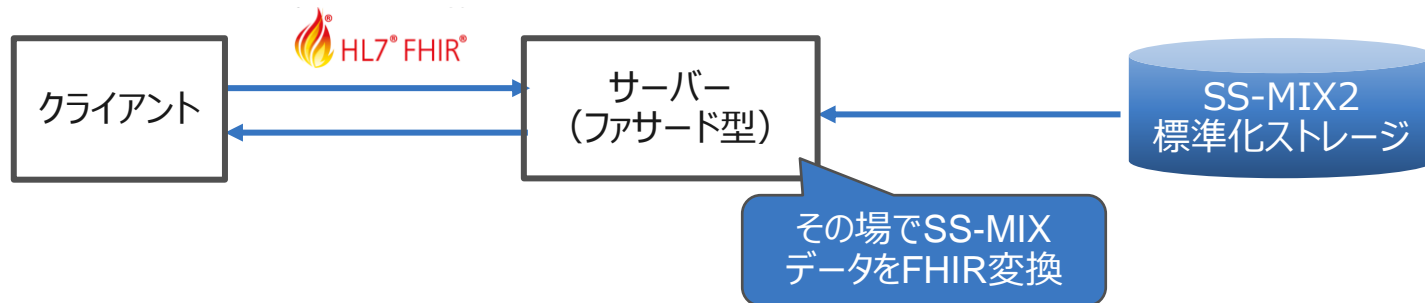 HL7® FHIR®
クライアント
サーバー
（ファサード型）
SS-MIX2
標準化ストレージ
その場でSS-MIX
データをFHIR変換